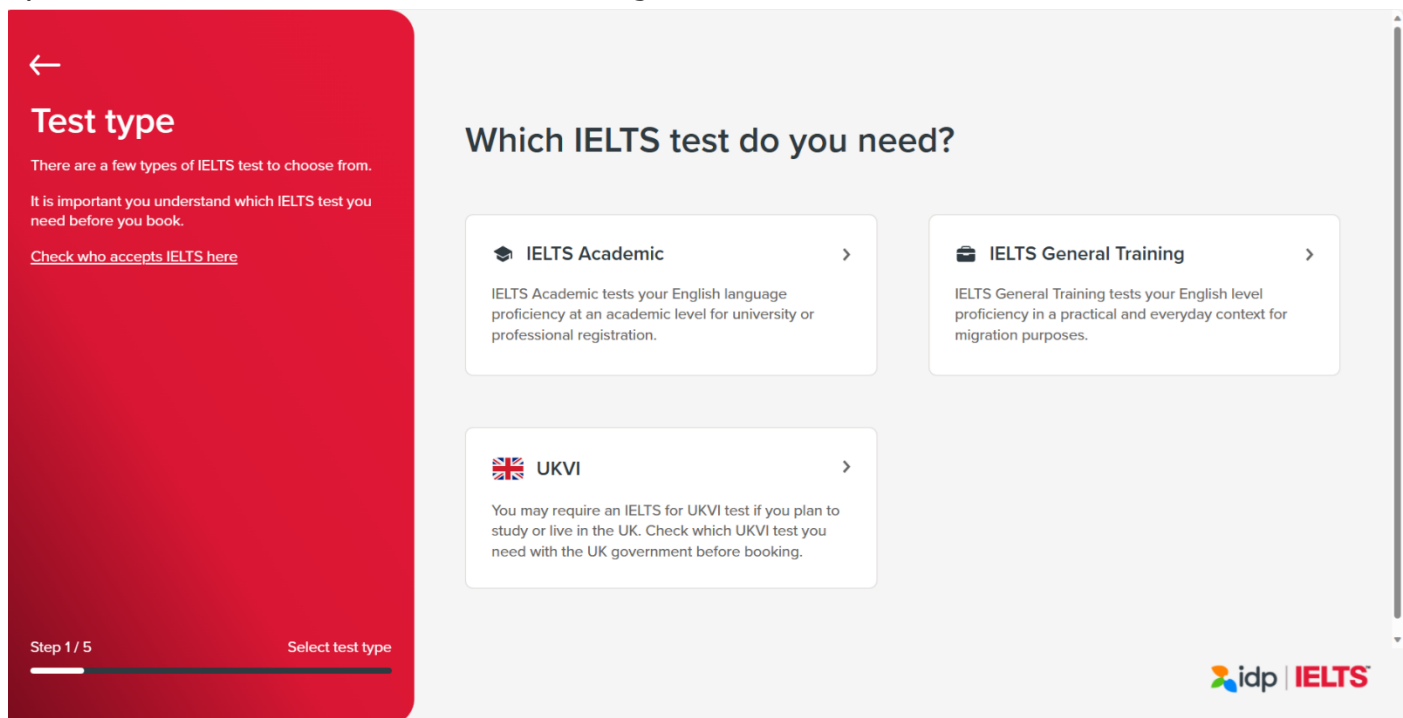 Test type
There are a few types of IELTS test to choose from.
It is important you understand which IELTS test you
need before you book.
Check who accepts IELTS here
Step 1 / 5
Select test type
Which IELTS test do you need?
IELTS Academic
IELTS Academic tests your English language
proficiency at an academic level for university or
professional registration.
IELTS General Training
IELTS General Training tests your English level
proficiency in a practical and everyday context for
migration purposes.
UKVI
You may require an IELTS for UKVI test if you plan to
study or live in the UK. Check which UKVI test you
need with the UK government before booking.
idp | IELTS